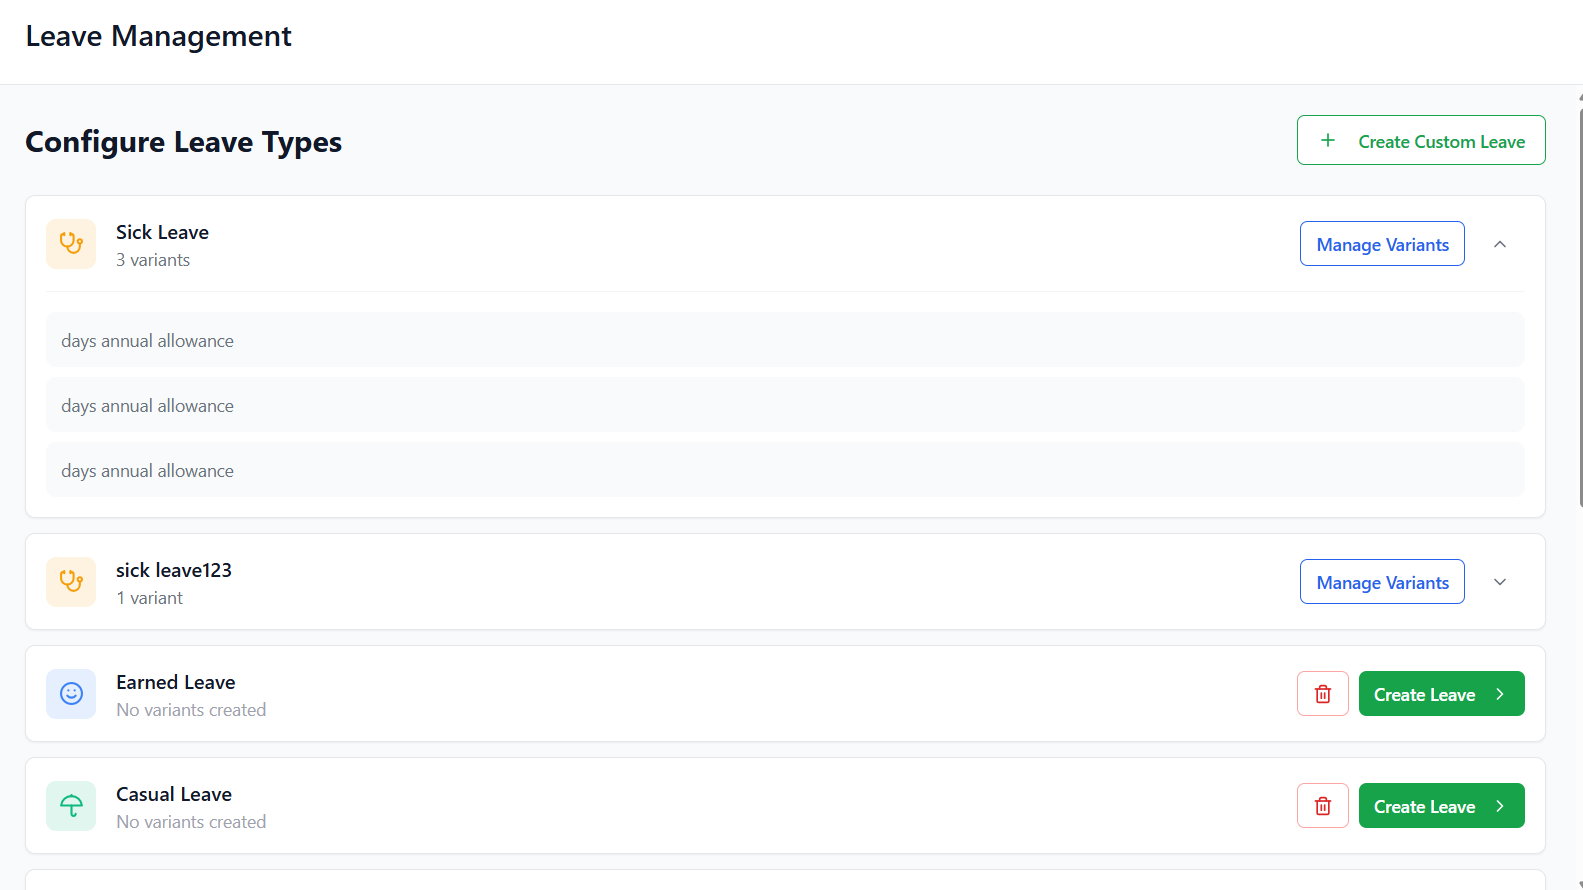 Leave Management
Configure Leave Types
Create Custom Leave
Sick Leave
3 variants
Manage Variants
days annual allowance
days annual allowance
days annual allowance
sick leave123
1 variant
Manage Variants
Earned Leave
No variants created
Create Leave
Casual Leave
No variants created
Create Leave